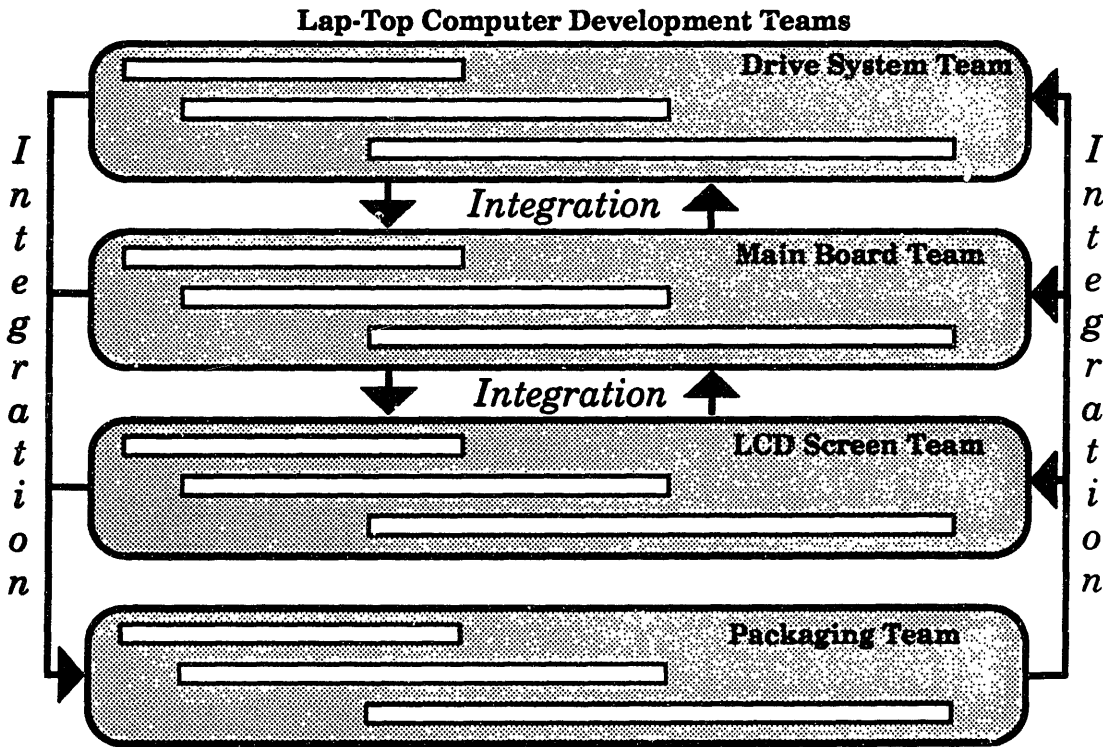 Lap-Top Computer Development Teams
Drive System Team
Integration
Main Board Team
Integration
LCD Screen Team
Packaging Team
Integration
Integration